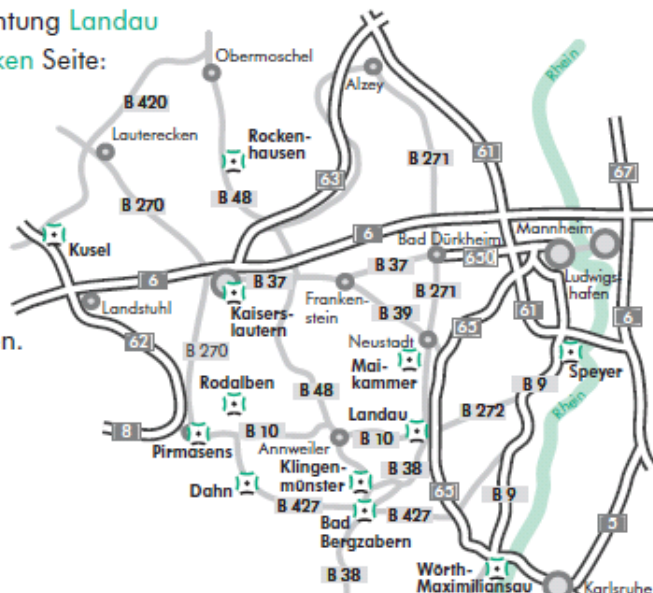 htung Landau
ken Seite:
n.
Obermoschel
Alzey
Rhein
B 420
Lauterecken
Rocken-
hausen
B 271
61
67
63
B 270
B 48
6
Mannheim
Kusel
Bad Dürkheim
650
B 37
Ludwigs-
hafen
6
B 37
B 271
Landstuhl
Kaisers-
lautern
Franken-
stein
B 39
65
61
6
62
B 270
Neustadt
Mai-
kammer
Speyer
Rodalben
B 48
B 9
Landau
B 272
Rhein
8
B 10
B 10
Pirmasens
Annweiler
Klingen-
münster
B 38
Dahn
65
B 9
B 427
B 427
Bad
Bergzabern
5
B 38
Wörth-
Maximiliansau
Karlsruhe